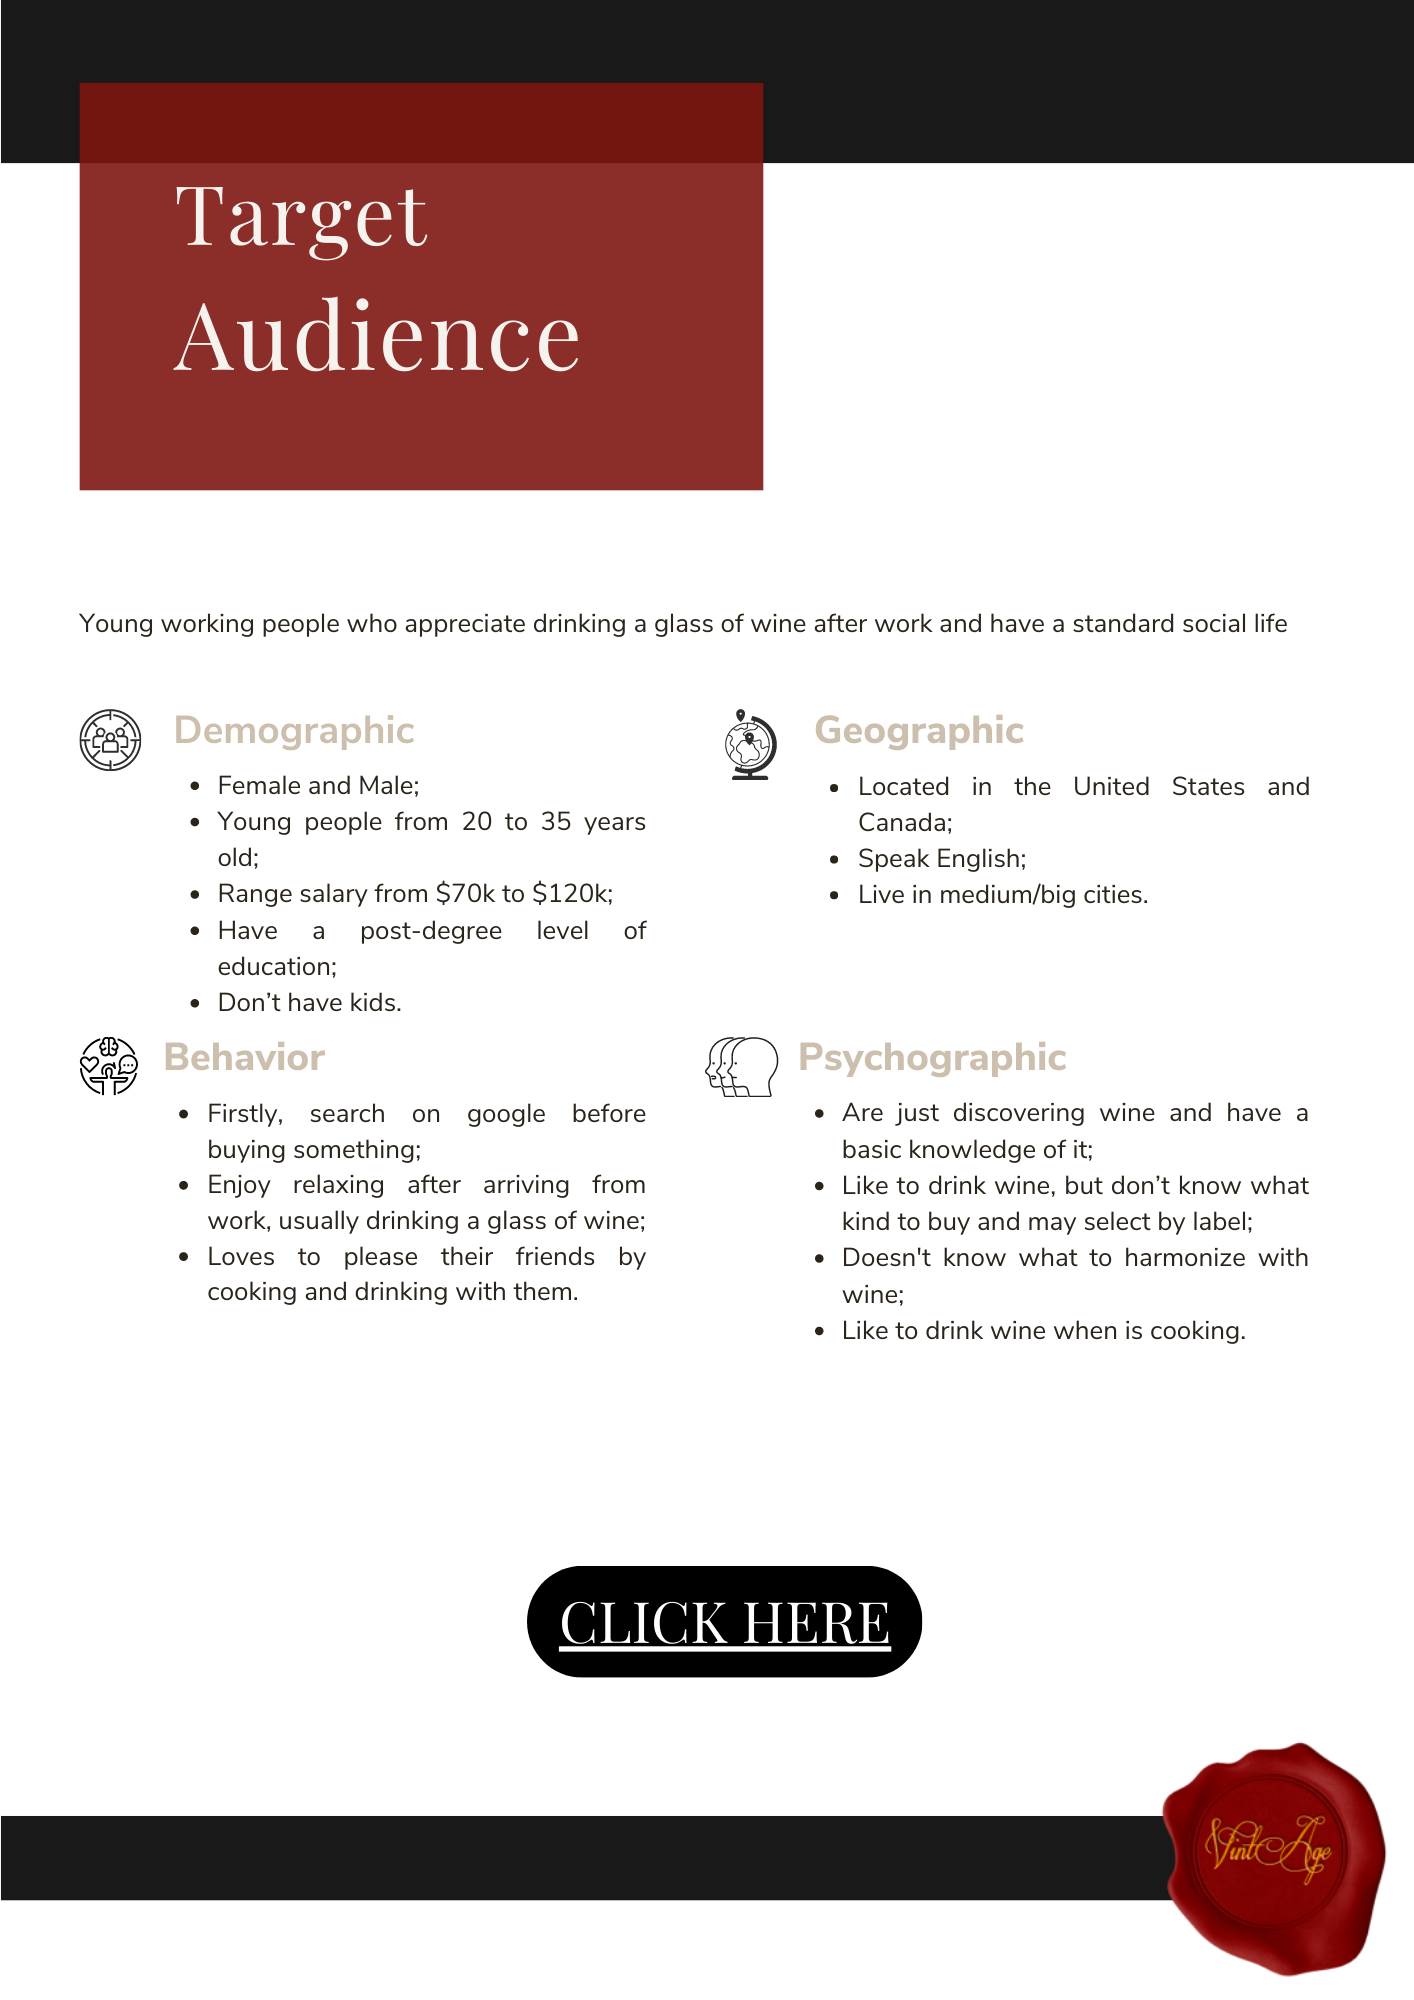 Target
Audience
Young working people who appreciate drinking a glass of wine after work and have a standard social life
Demographic
Female and Male;
Young people from 20 to 35 years
old;
Range salary from $70k to $120k;
Have a post-degree level of
education;
Don’t have kids.
Geographic
Located in the United States and
Canada;
Speak English;
Live in medium/big cities.
Behavior
Firstly, search on google before
buying something;
Enjoy relaxing after arriving from
work, usually drinking a glass of wine;
Loves to please their friends by
cooking and drinking with them.
Psychographic
Are just discovering wine and have a
basic knowledge of it;
Like to drink wine, but don’t know what
kind to buy and may select by label;
Doesn't know what to harmonize with
wine;
Like to drink wine when is cooking.
CLICK HERE
VintAge